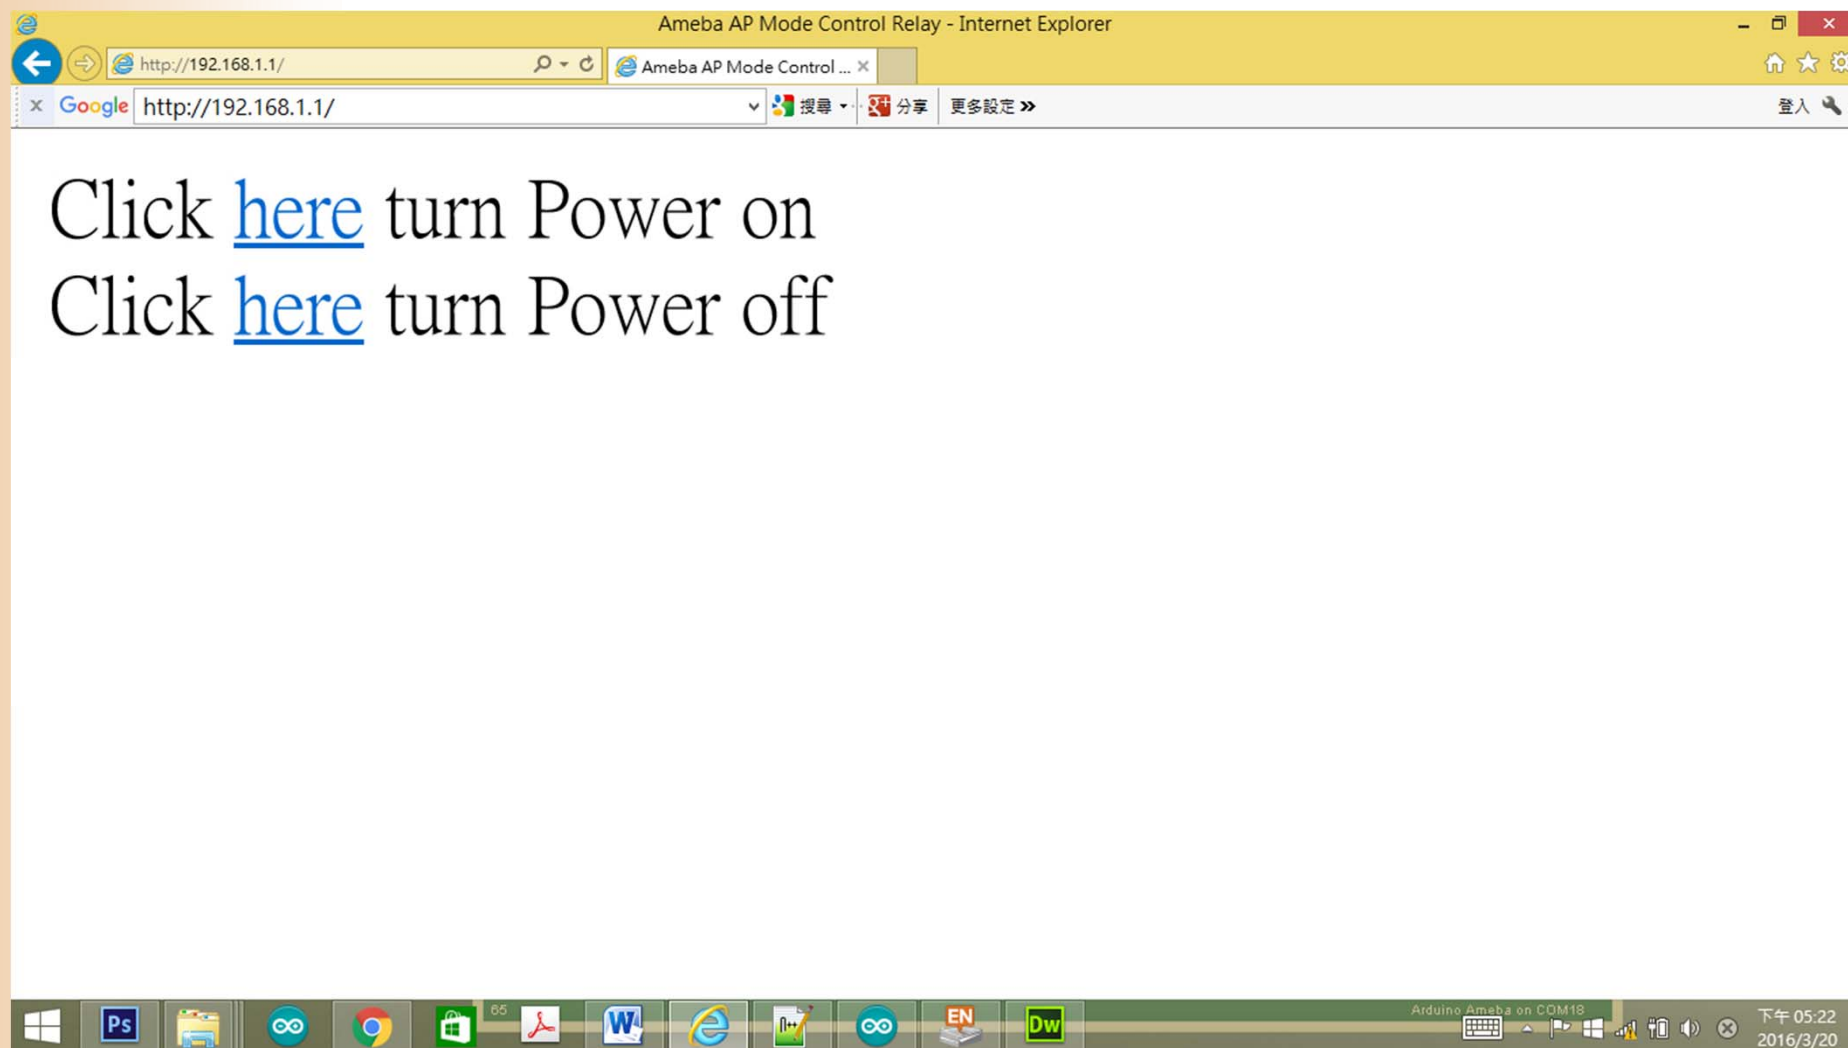 Ameba AP Mode Control Relay - Internet Explorer
http://192.168.1.1/
Ameba AP Mode Control ...
Google http://192.168.1.1/ 搜尋 分享 更多設定 登入
Click here turn Power on
Click here turn Power off
Ps
65
W
n++
EN
Dw
Arduino Ameba on COM18
下午 05:22
2016/3/20